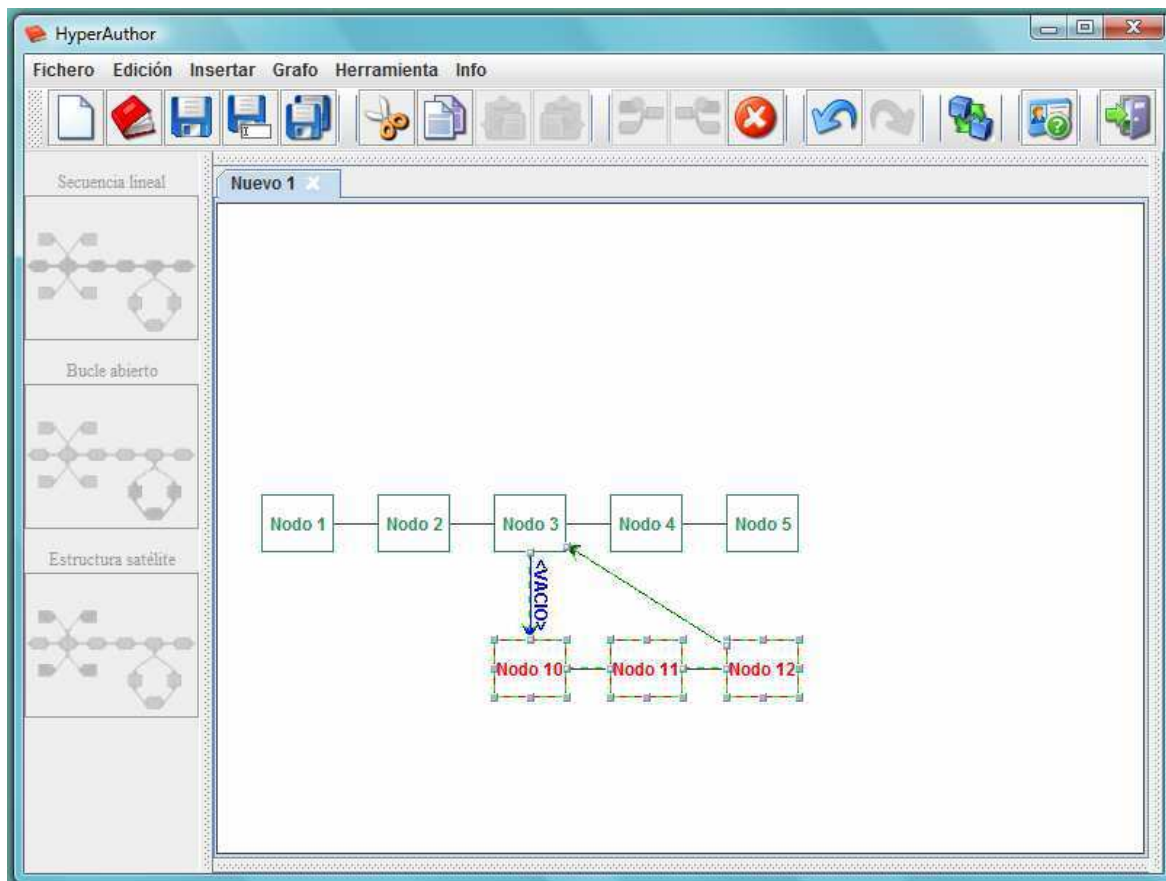 HyperAuthor
Fichero Edición Insertar Grafo Herramienta Info
Secuencia lineal
Nuevo 1
Bucle abierto
Nodo 1 Nodo 2 Nodo 3 Nodo 4 Nodo 5
Estructura satélite
<VACIO>
Nodo 10 Nodo 11 Nodo 12